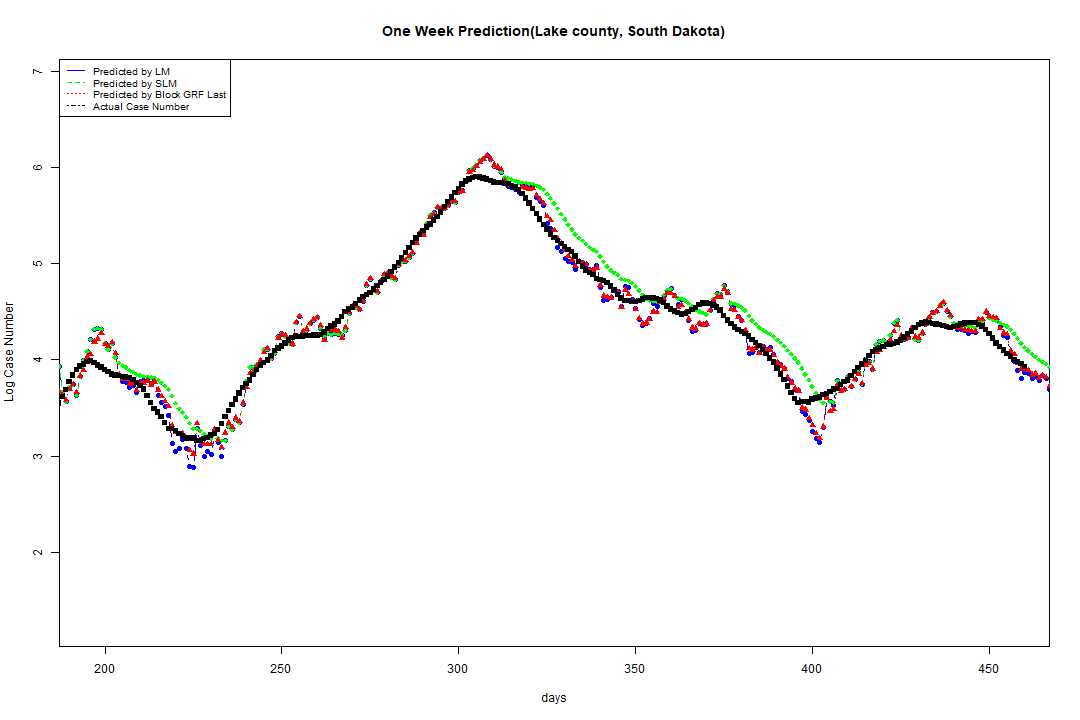 One Week Prediction(Lake county, South Dakota)
Predicted by LM
Predicted by SLM
Predicted by Block GRF Last
Actual Case Number
7
6
5
4
3
2
Log Case Number
200 250 300 350 400 450
days